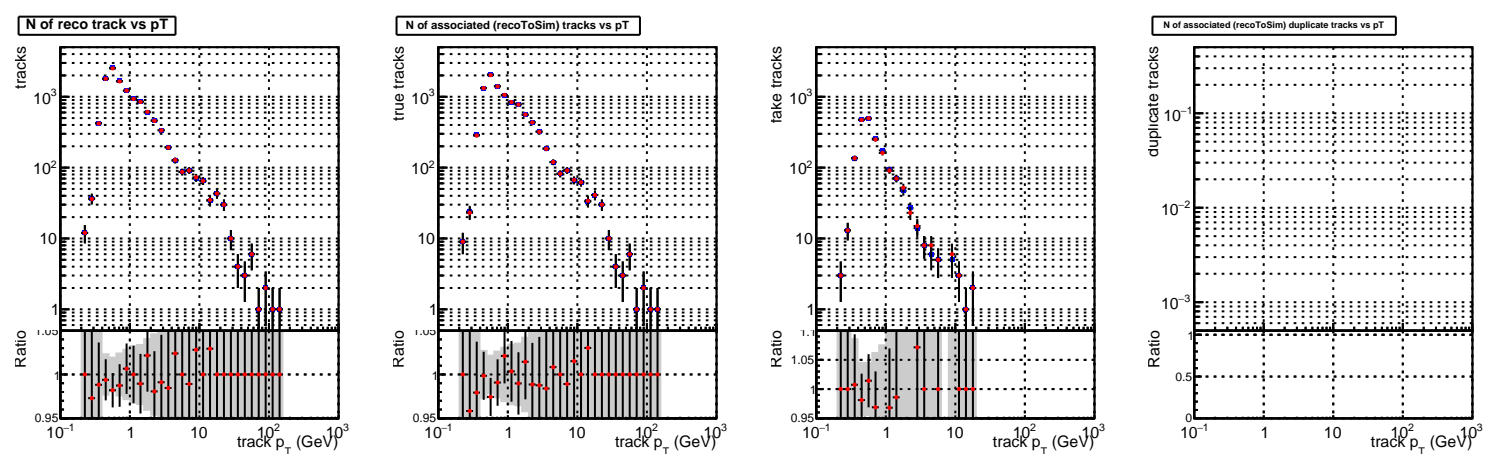 N of reco track vs pT
tracks
10³
10²
10
1
Ratio
1.05
1
0.95
10⁻¹ 1 10 10² 10³
track p_T (GeV)
N of associated (recoToSim) tracks vs pT
true tracks
10³
10²
10
1
Ratio
1.05
1
0.95
10⁻¹ 1 10 10² 10³
track p_T (GeV)
fake tracks
10³
10²
10
1
Ratio
1.1
1.05
1
0.95
10⁻¹ 1 10 10² 10³
track p_T (GeV)
N of associated (recoToSim) duplicate tracks vs pT
duplicate tracks
10⁻¹
10⁻²
10⁻³
Ratio
1
0.5
0
10⁻¹ 1 10 10² 10³
track p_T (GeV)